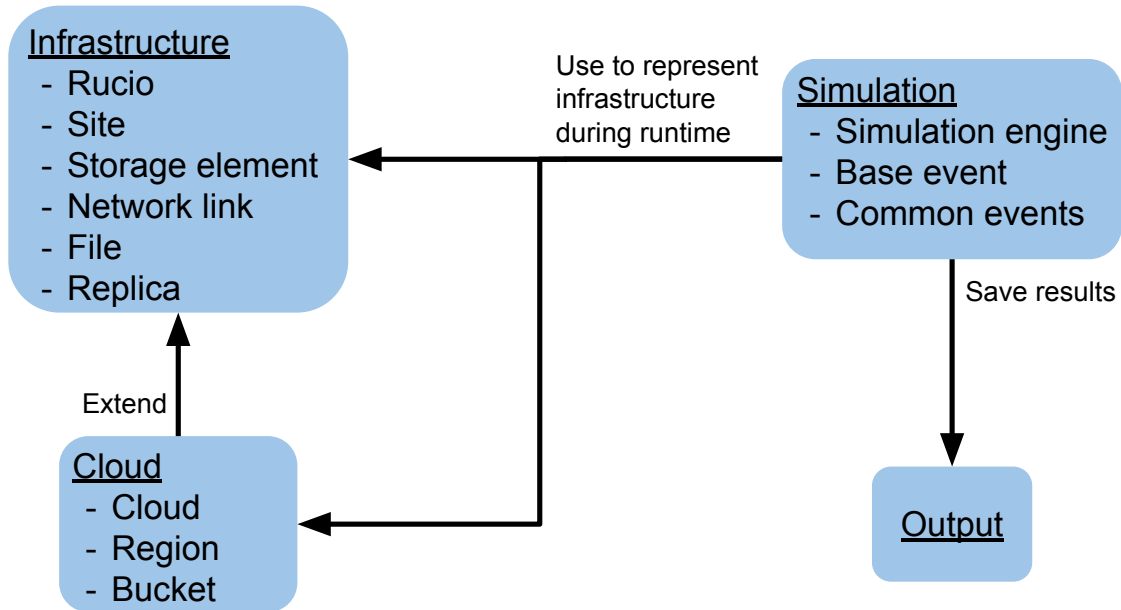 Infrastructure
- Rucio
- Site
- Storage element
- Network link
- File
- Replica
Use to represent
infrastructure
during runtime
Simulation
- Simulation engine
- Base event
- Common events
Save results
Extend
Cloud
- Cloud
- Region
- Bucket
Output